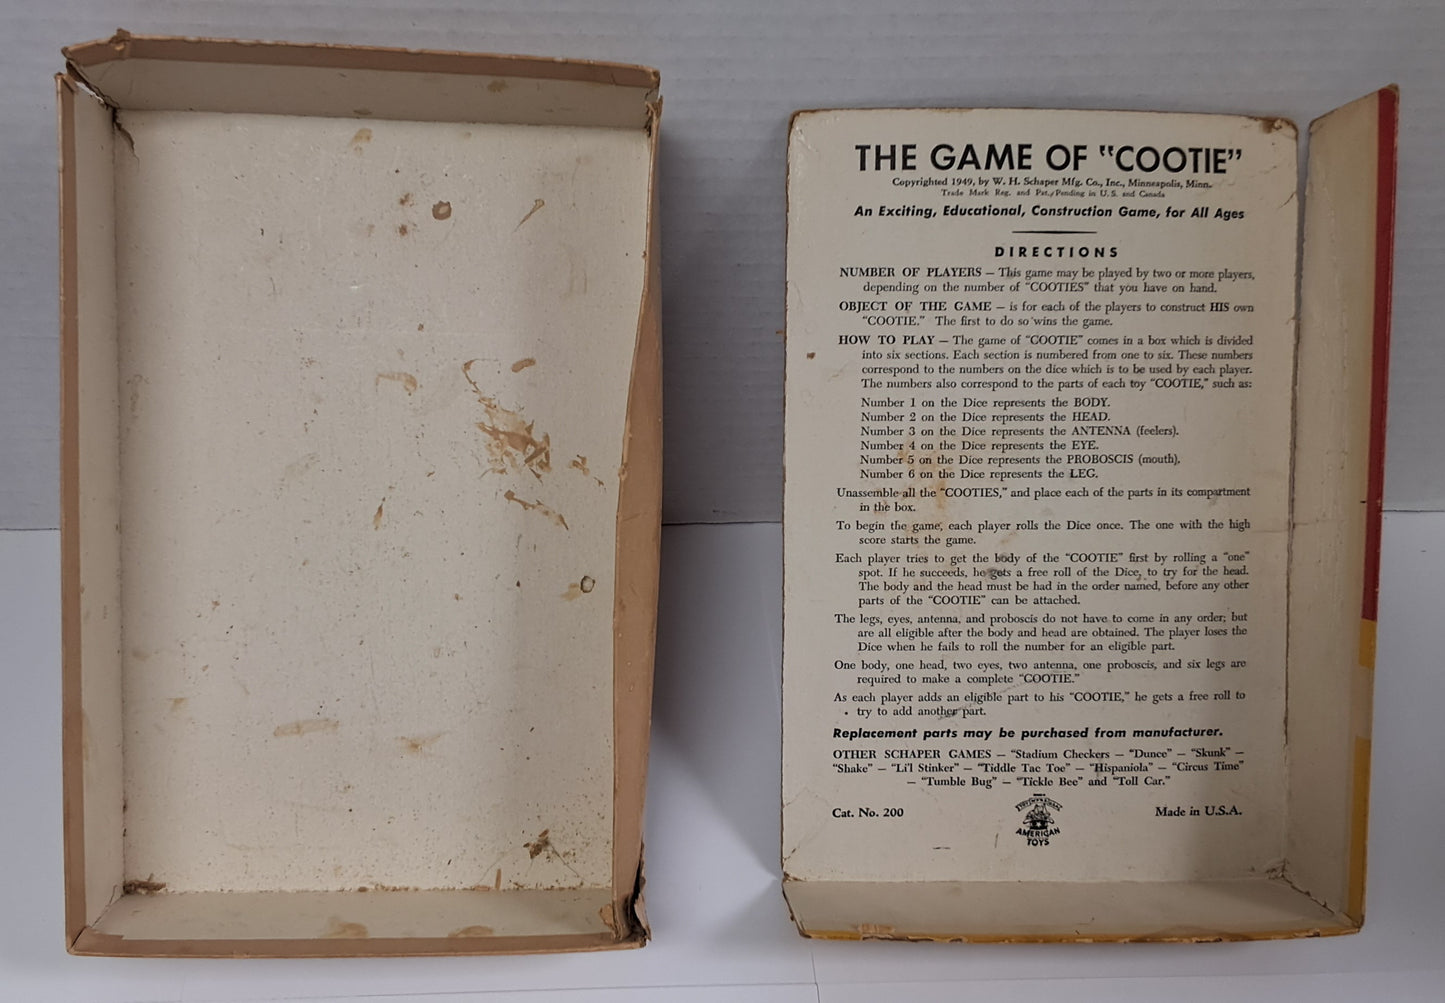 THE GAME OF "COOTIE"
Copyrighted 1949, by W. H. Schaper Mfg. Co., Inc., Minneapolis, Minn.
Trade Mark Reg. and Pat. Pending in U. S. and Canada
An Exciting, Educational, Construction Game, for All Ages
DIRECTIONS
NUMBER OF PLAYERS — This game may be played by two or more players,
depending on the number of "COOTIES" that you have on hand.
OBJECT OF THE GAME — is for each of the players to construct HIS own
"COOTIE." The first to do so wins the game.
HOW TO PLAY — The game of "COOTIE" comes in a box which is divided
into six sections. Each section is numbered from one to six. These numbers
correspond to the numbers on the dice which is to be used by each player.
The numbers also correspond to the parts of each toy "COOTIE," such as:
Number 1 on the Dice represents the BODY.
Number 2 on the Dice represents the HEAD.
Number 3 on the Dice represents the ANTENNA (feelers).
Number 4 on the Dice represents the EYE.
Number 5 on the Dice represents the PROBOSCIS (mouth).
Number 6 on the Dice represents the LEG.
Unassemble all the "COOTIES," and place each of the parts in its compartment
in the box.
To begin the game, each player rolls the Dice once. The one with the high
score starts the game.
Each player tries to get the body of the "COOTIE" first by rolling a "one"
spot. If he succeeds, he gets a free roll of the Dice, to try for the head.
The body and the head must be had in the order named, before any other
parts of the "COOTIE" can be attached.
The legs, eyes, antenna, and proboscis do not have to come in any order; but
are all eligible after the body and head are obtained. The player loses the
Dice when he fails to roll the number for an eligible part.
One body, one head, two eyes, two antenna, one proboscis, and six legs are
required to make a complete "COOTIE."
As each player adds an eligible part to his "COOTIE," he gets a free roll to
try to add another part.
Replacement parts may be purchased from manufacturer.
OTHER SCHAPER GAMES — "Stadium Checkers — "Dunce" — "Skunk" —
"Shake" — "Li'l Stinker" — "Tiddle Tac Toe" — "Hispaniola" — "Circus Time"
— "Tumble Bug" — "Tickle Bee" and "Toll Car."
Cat. No. 200
AMERICAN
TOYS
Made in U.S.A.